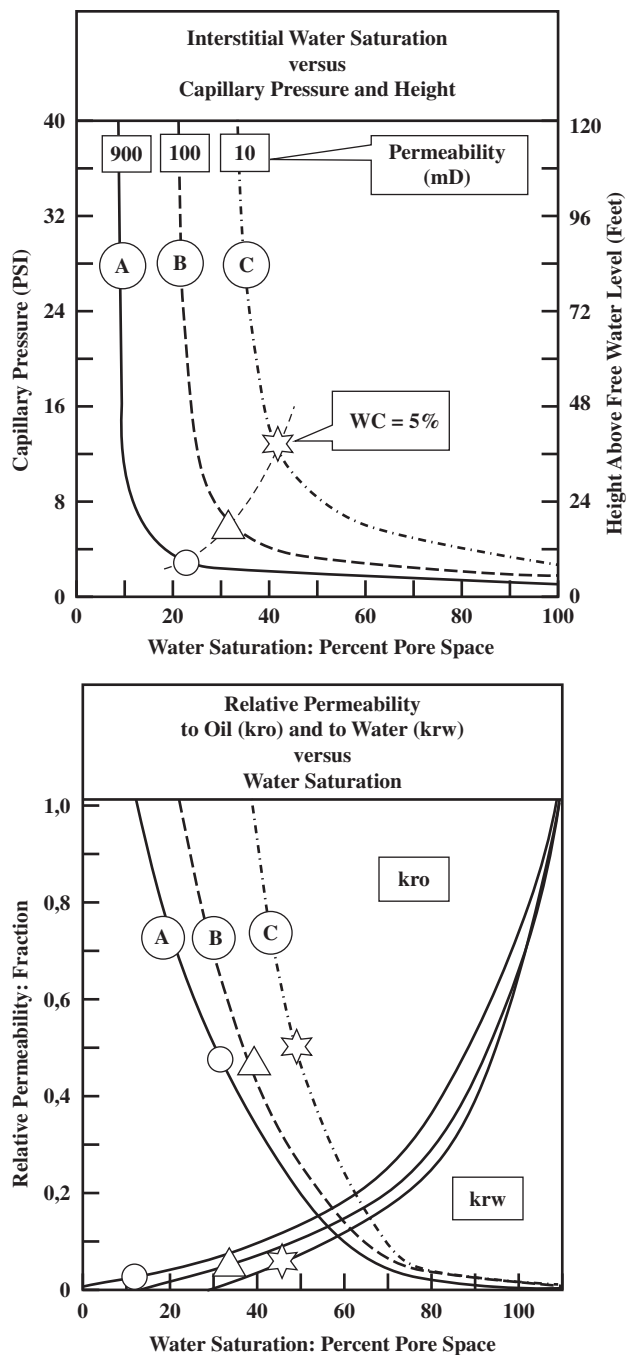 Interstitial Water Saturation
versus
Capillary Pressure and Height
40
32
24
16
8
0
Capillary Pressure (PSI)
900
100
10
Permeability
(mD)
A
B
C
WC = 5%
120
96
72
48
24
0
Height Above Free Water Level (Feet)
0
20
40
60
80
100
Water Saturation: Percent Pore Space
Relative Permeability
to Oil (kro) and to Water (krw)
versus
Water Saturation
1,0
0,8
0,6
0,4
0,2
0
Relative Permeability: Fraction
kro
A
B
C
krw
0
20
40
60
80
100
Water Saturation: Percent Pore Space